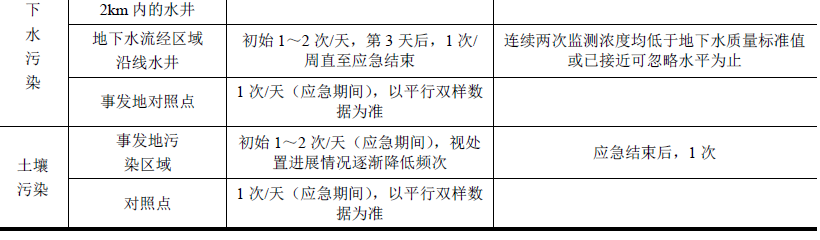 下
水
污
染
2km 内的水井
地下水流经区域
沿线水井
初始 1～2 次/天，第 3 天后，1 次/
周直至应急结束
连续两次监测浓度均低于地下水质量标准值
或已接近可忽略水平为止
事发地对照点
1 次/天（应急期间），以平行双样数
据为准
土壤
污染
事发地污
染区域
初始 1～2 次/天（应急期间），视处
置进展情况逐渐降低频次
应急结束后，1 次
对照点
1 次/天（应急期间），以平行双样数
据为准